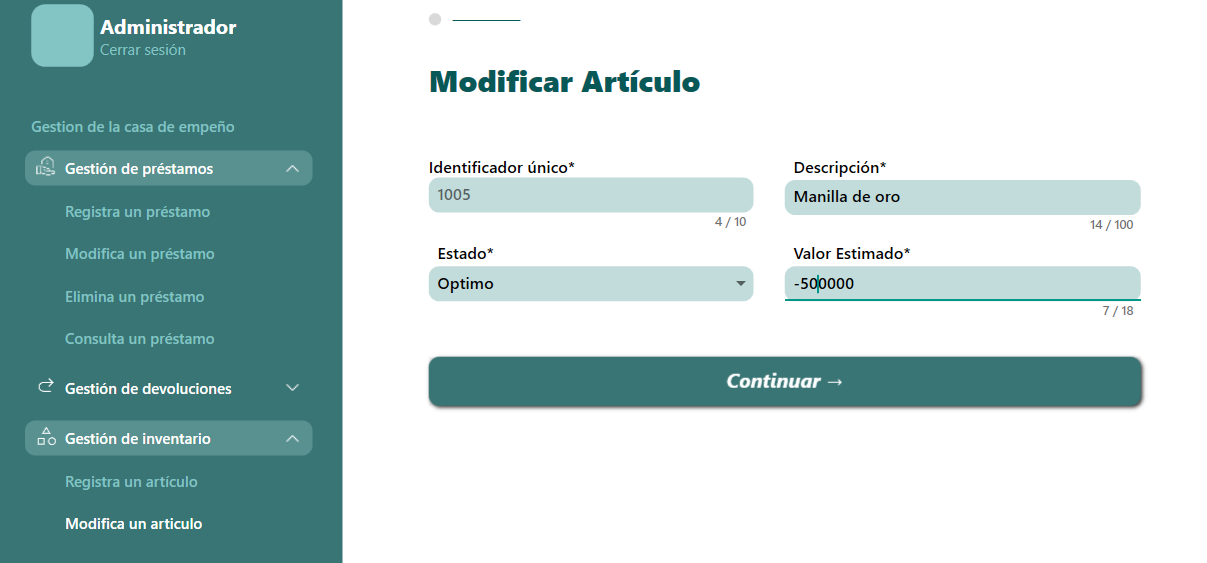 Administrador
Cerrar sesión
Gestion de la casa de empeño
Gestión de préstamos
Registra un préstamo
Modifica un préstamo
Elimina un préstamo
Consulta un préstamo
Gestión de devoluciones
Gestión de inventario
Registra un artículo
Modifica un articulo
Modificar Artículo
Identificador único*
1005
4 / 10
Descripción*
Manilla de oro
14 / 100
Estado*
Optimo
Valor Estimado*
-500000
7 / 18
Continuar →